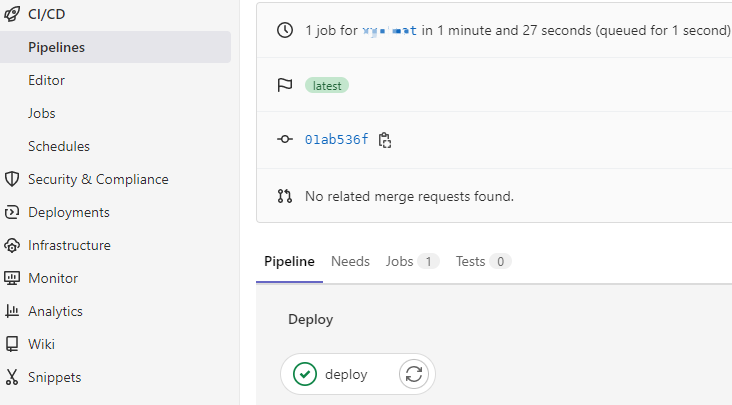 CI/CD
Pipelines
Editor
Jobs
Schedules
Security & Compliance
Deployments
Infrastructure
Monitor
Analytics
Wiki
Snippets
1 job for in 1 minute and 27 seconds (queued for 1 second)
latest
01ab536f
No related merge requests found.
Pipeline Needs Jobs 1 Tests 0
Deploy
deploy